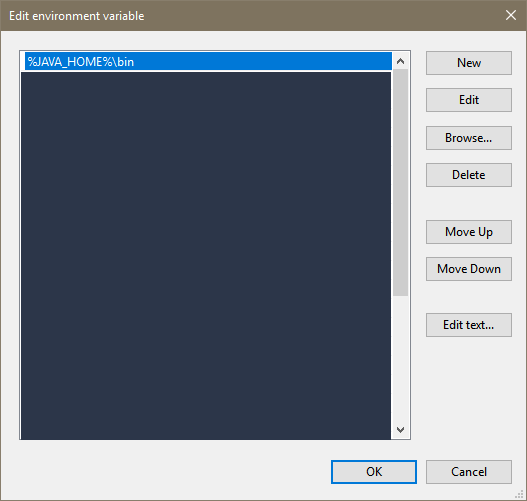 Edit environment variable
%JAVA_HOME%\bin
New
Edit
Browse...
Delete
Move Up
Move Down
Edit text...
OK
Cancel